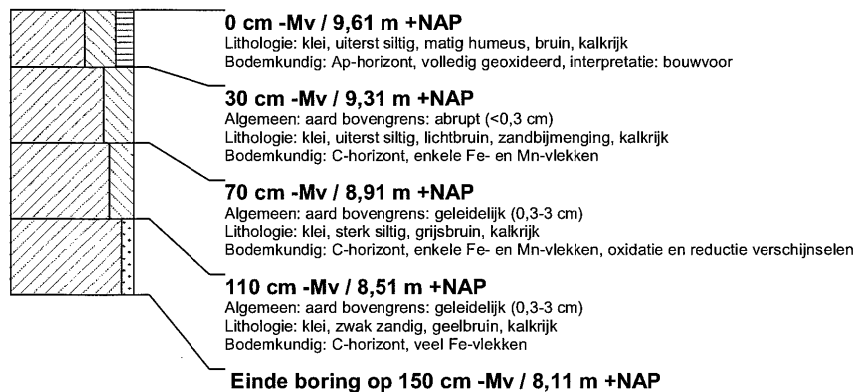 0 cm -Mv / 9,61 m +NAP
Lithologie: klei, uiterst siltig, matig humeus, bruin, kalkrijk
Bodemkundig: Ap-horizont, volledig geoxideerd, interpretatie: bouwvoor
30 cm -Mv / 9,31 m +NAP
Algemeen: aard bovengrens: abrupt (<0,3 cm)
Lithologie: klei, uiterst siltig, lichtbruin, zandbijmenging, kalkrijk
Bodemkundig: C-horizont, enkele Fe- en Mn-vlekken
70 cm -Mv / 8,91 m +NAP
Algemeen: aard bovengrens: geleidelijk (0,3-3 cm)
Lithologie: klei, sterk siltig, grijsbruin, kalkrijk
Bodemkundig: C-horizont, enkele Fe- en Mn-vlekken, oxidatie en reductie verschijnselen
110 cm -Mv / 8,51 m +NAP
Algemeen: aard bovengrens: geleidelijk (0,3-3 cm)
Lithologie: klei, zwak zandig, geelbruin, kalkrijk
Bodemkundig: C-horizont, veel Fe-vlekken
Einde boring op 150 cm -Mv / 8,11 m +NAP